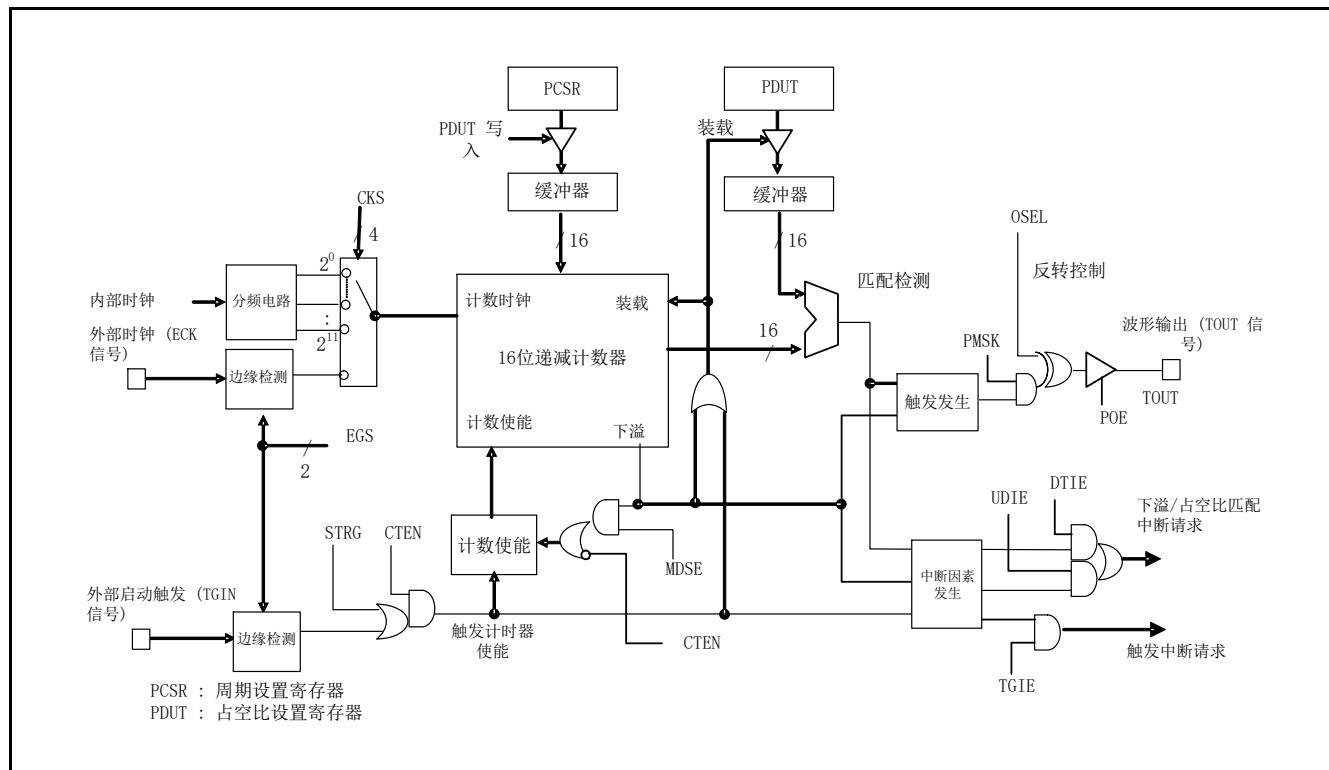 PCSR
PDUT
PDUT 写
入
装载
缓冲器
缓冲器
CKS
4
16
16
OSEL
反转控制
2^0
内部时钟
分频电路
计数时钟
装载
匹配检测
外部时钟 (ECK
信号)
:
2^11
16位递减计数器
16
波形输出 (TOUT 信
号)
PMSK
边缘检测
触发发生
TOUT
POE
计数使能
下溢
EGS
2
DTIE
UDIE
下溢/占空比匹配
中断请求
STRG
CTEN
计数使能
MDSE
中断因素
发生
外部启动触发 (TGIN
信号)
边缘检测
触发计时器
使能
CTEN
触发中断请求
TGIE
PCSR : 周期设置寄存器
PDUT : 占空比设置寄存器